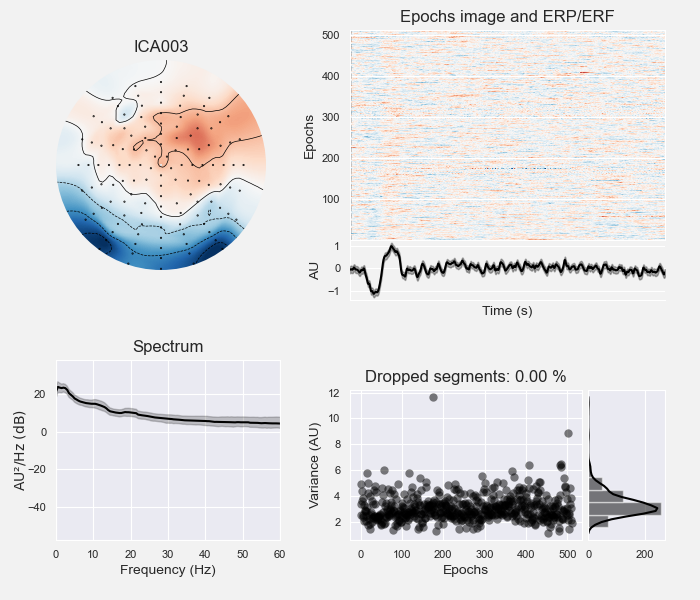 ICA003
Epochs image and ERP/ERF
Epochs
500
400
300
200
100
AU
1
0
−1
Time (s)
Spectrum
AU²/Hz (dB)
20
0
−20
−40
0 10 20 30 40 50 60
Frequency (Hz)
Dropped segments: 0.00 %
Variance (AU)
12
10
8
6
4
2
0 100 200 300 400 500
Epochs
0 200